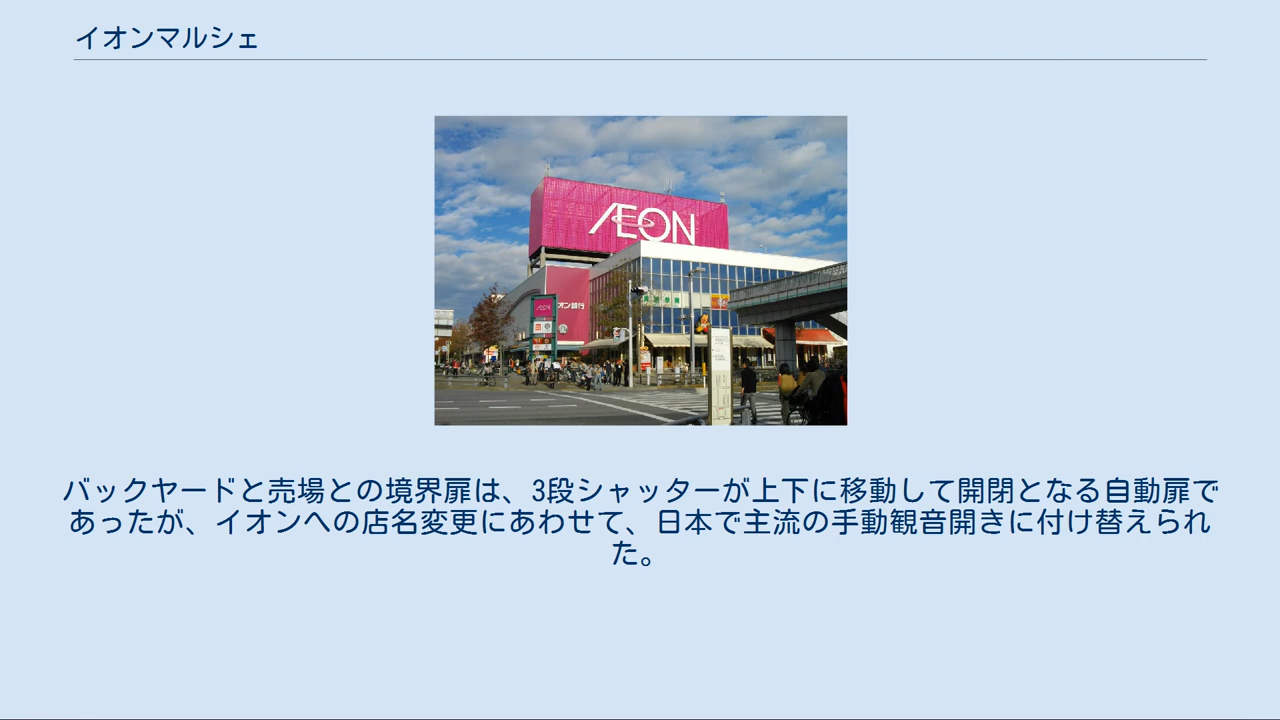 イオンマルシェ
ÆON
オン銀行
ÆON
バックヤードと売場との境界扉は、3段シャッターが上下に移動して開閉となる自動扉で
あったが、イオンへの店名変更にあわせて、日本で主流の手動観音開きに付け替えられ
た。